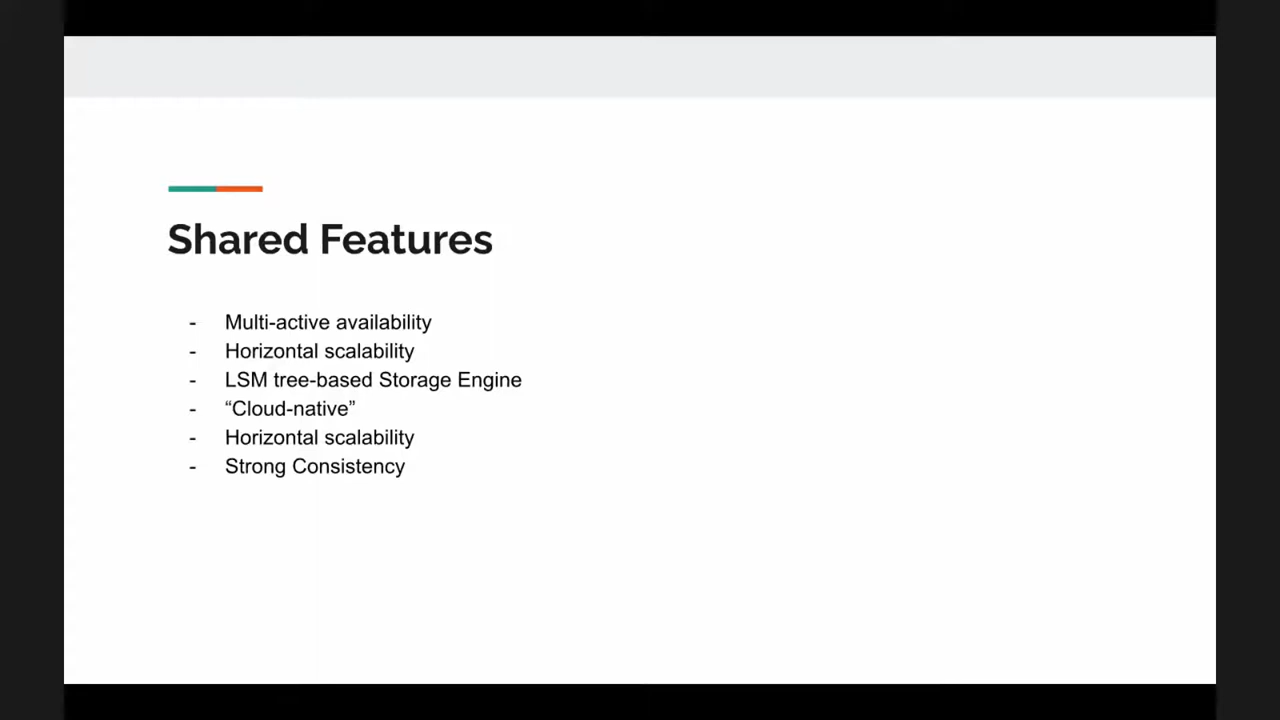 Shared Features
- Multi-active availability
- Horizontal scalability
- LSM tree-based Storage Engine
- “Cloud-native”
- Horizontal scalability
- Strong Consistency